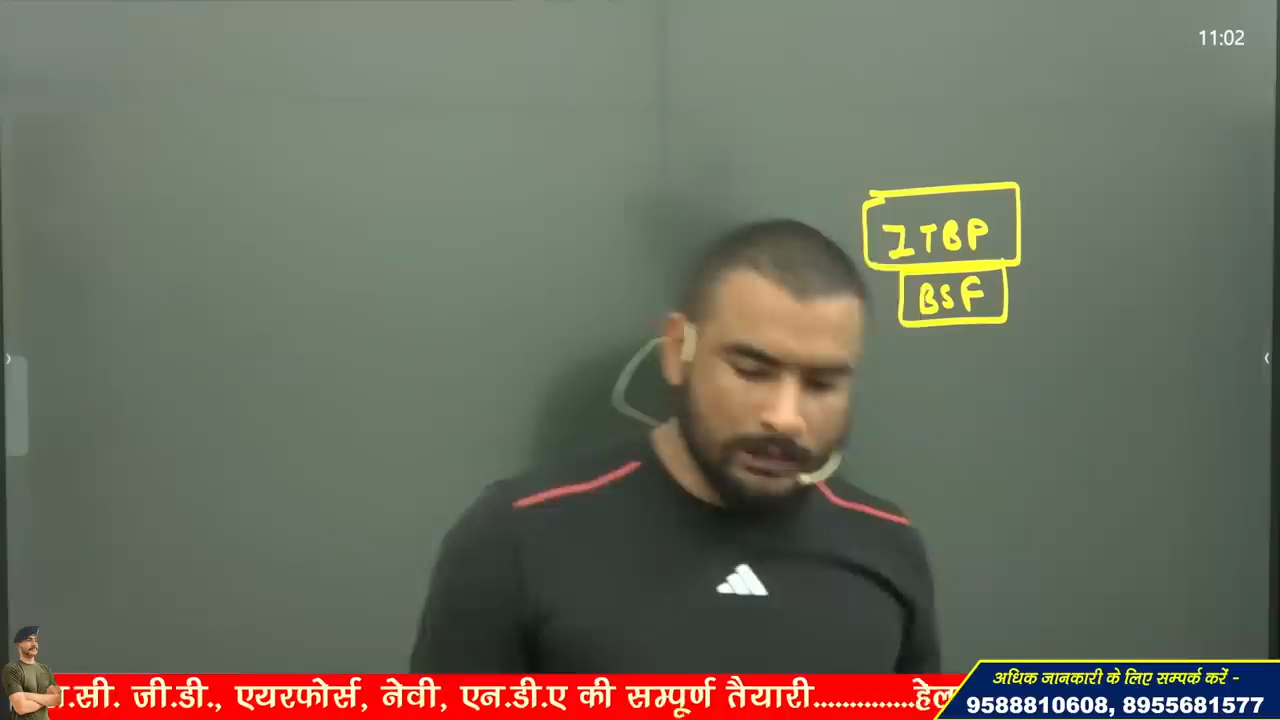 11:02
ITBP
BSF
.सी. जी.डी., एयरफोर्स, नेवी, एन.डी.ए की सम्पूर्ण तैयारी..............हेल
अधिक जानकारी के लिए सम्पर्क करें -
9588810608, 8955681577